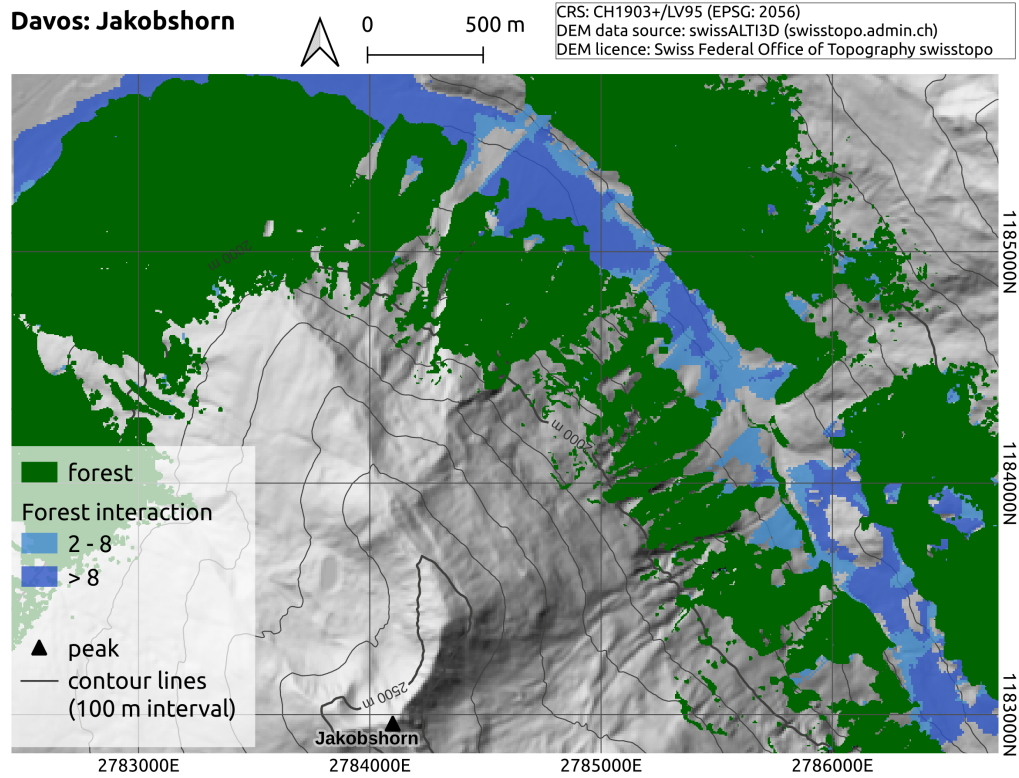 Davos: Jakobshorn
0 500 m
CRS: CH1903+/LV95 (EPSG: 2056)
DEM data source: swissALTI3D (swisstopo.admin.ch)
DEM licence: Swiss Federal Office of Topography swisstopo
2000 m
1185000N
2000 m
1184000N
forest
Forest interaction
2 - 8
> 8
peak
contour lines
(100 m interval)
2500 m
1183000N
Jakobshorn
2783000E 2784000E 2785000E 2786000E